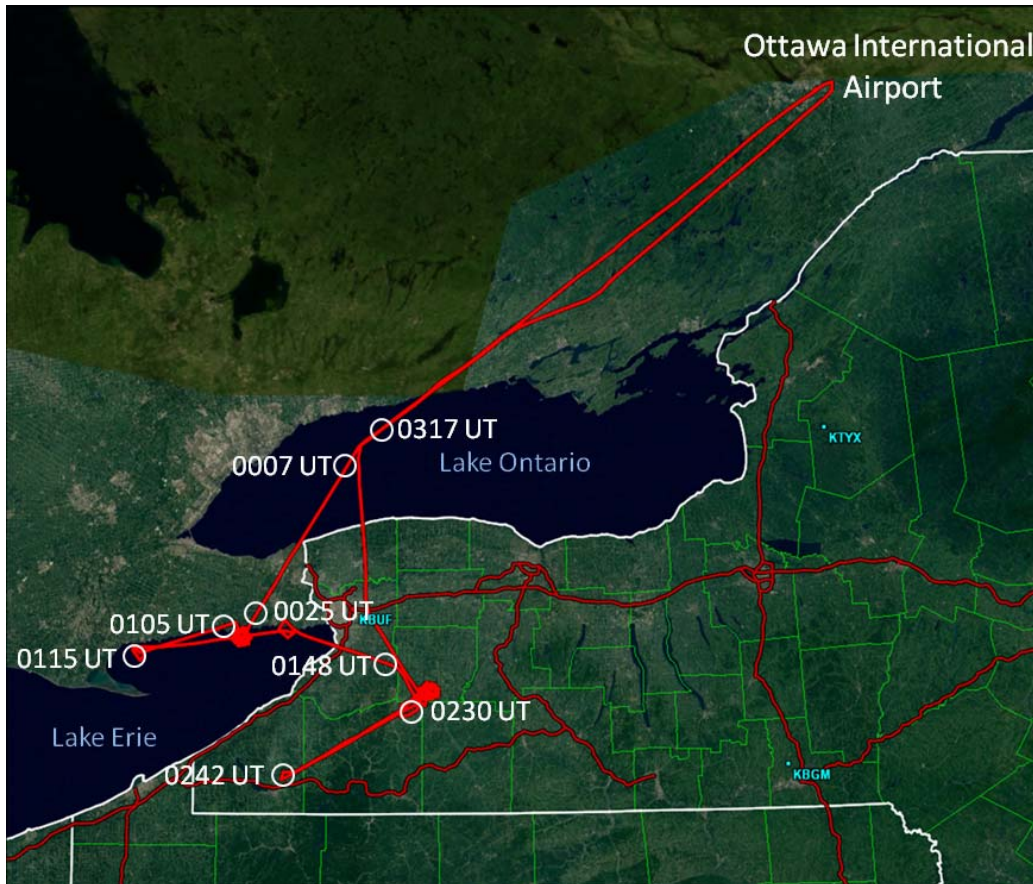 Ottawa International
Airport
0317 UT
0007 UT
Lake Ontario
KTYX
0105 UT
0025 UT
KBUF
0115 UT
0148 UT
0230 UT
Lake Erie
0242 UT
KBGM